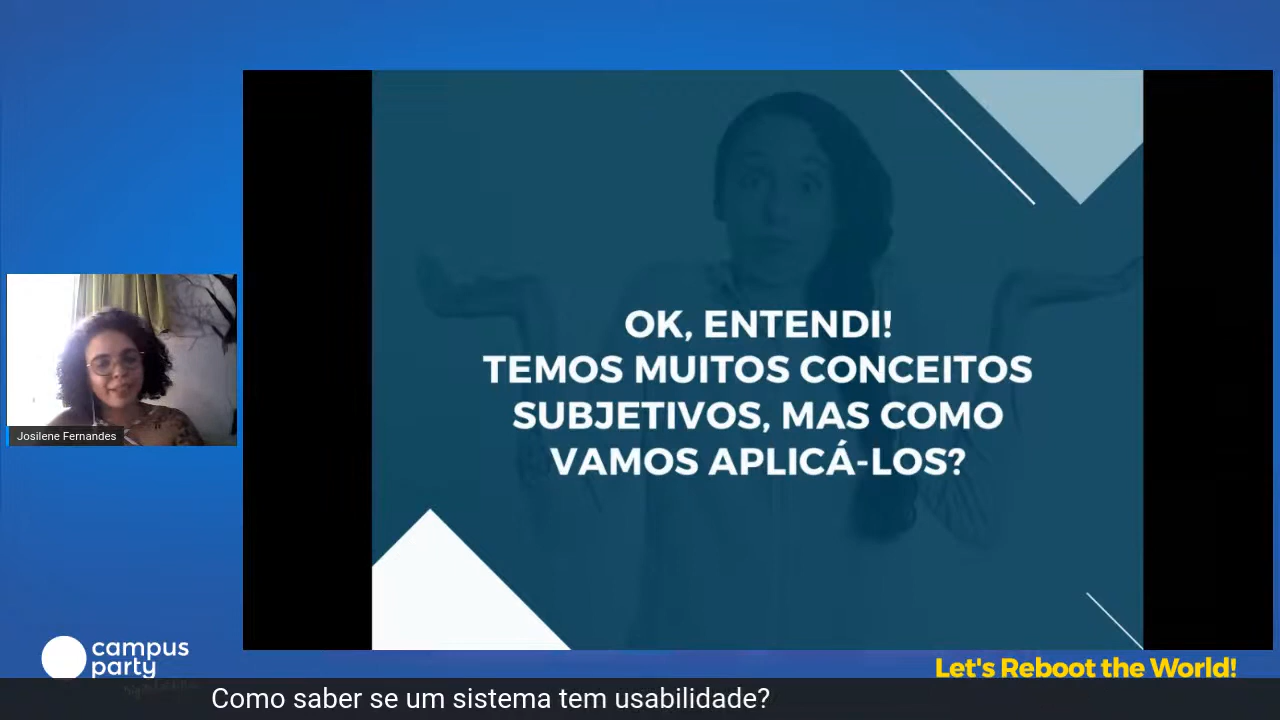 OK, ENTENDI!
TEMOS MUITOS CONCEITOS
SUBJETIVOS, MAS COMO
VAMOS APLICÁ-LOS?
Josilene Fernandes
campus
party
Let's Reboot the World!
Como saber se um sistema tem usabilidade?